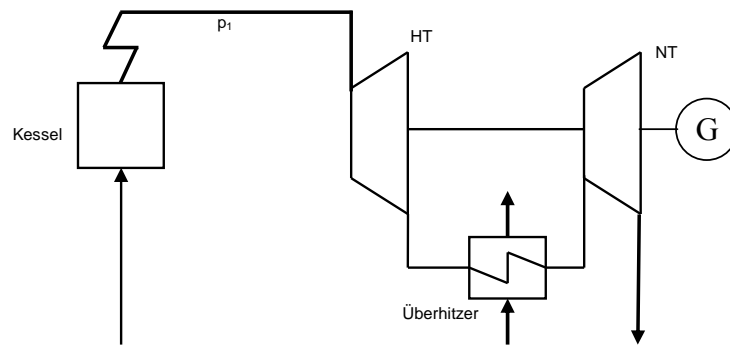 p₁
HT
NT
Kessel
G
Überhitzer